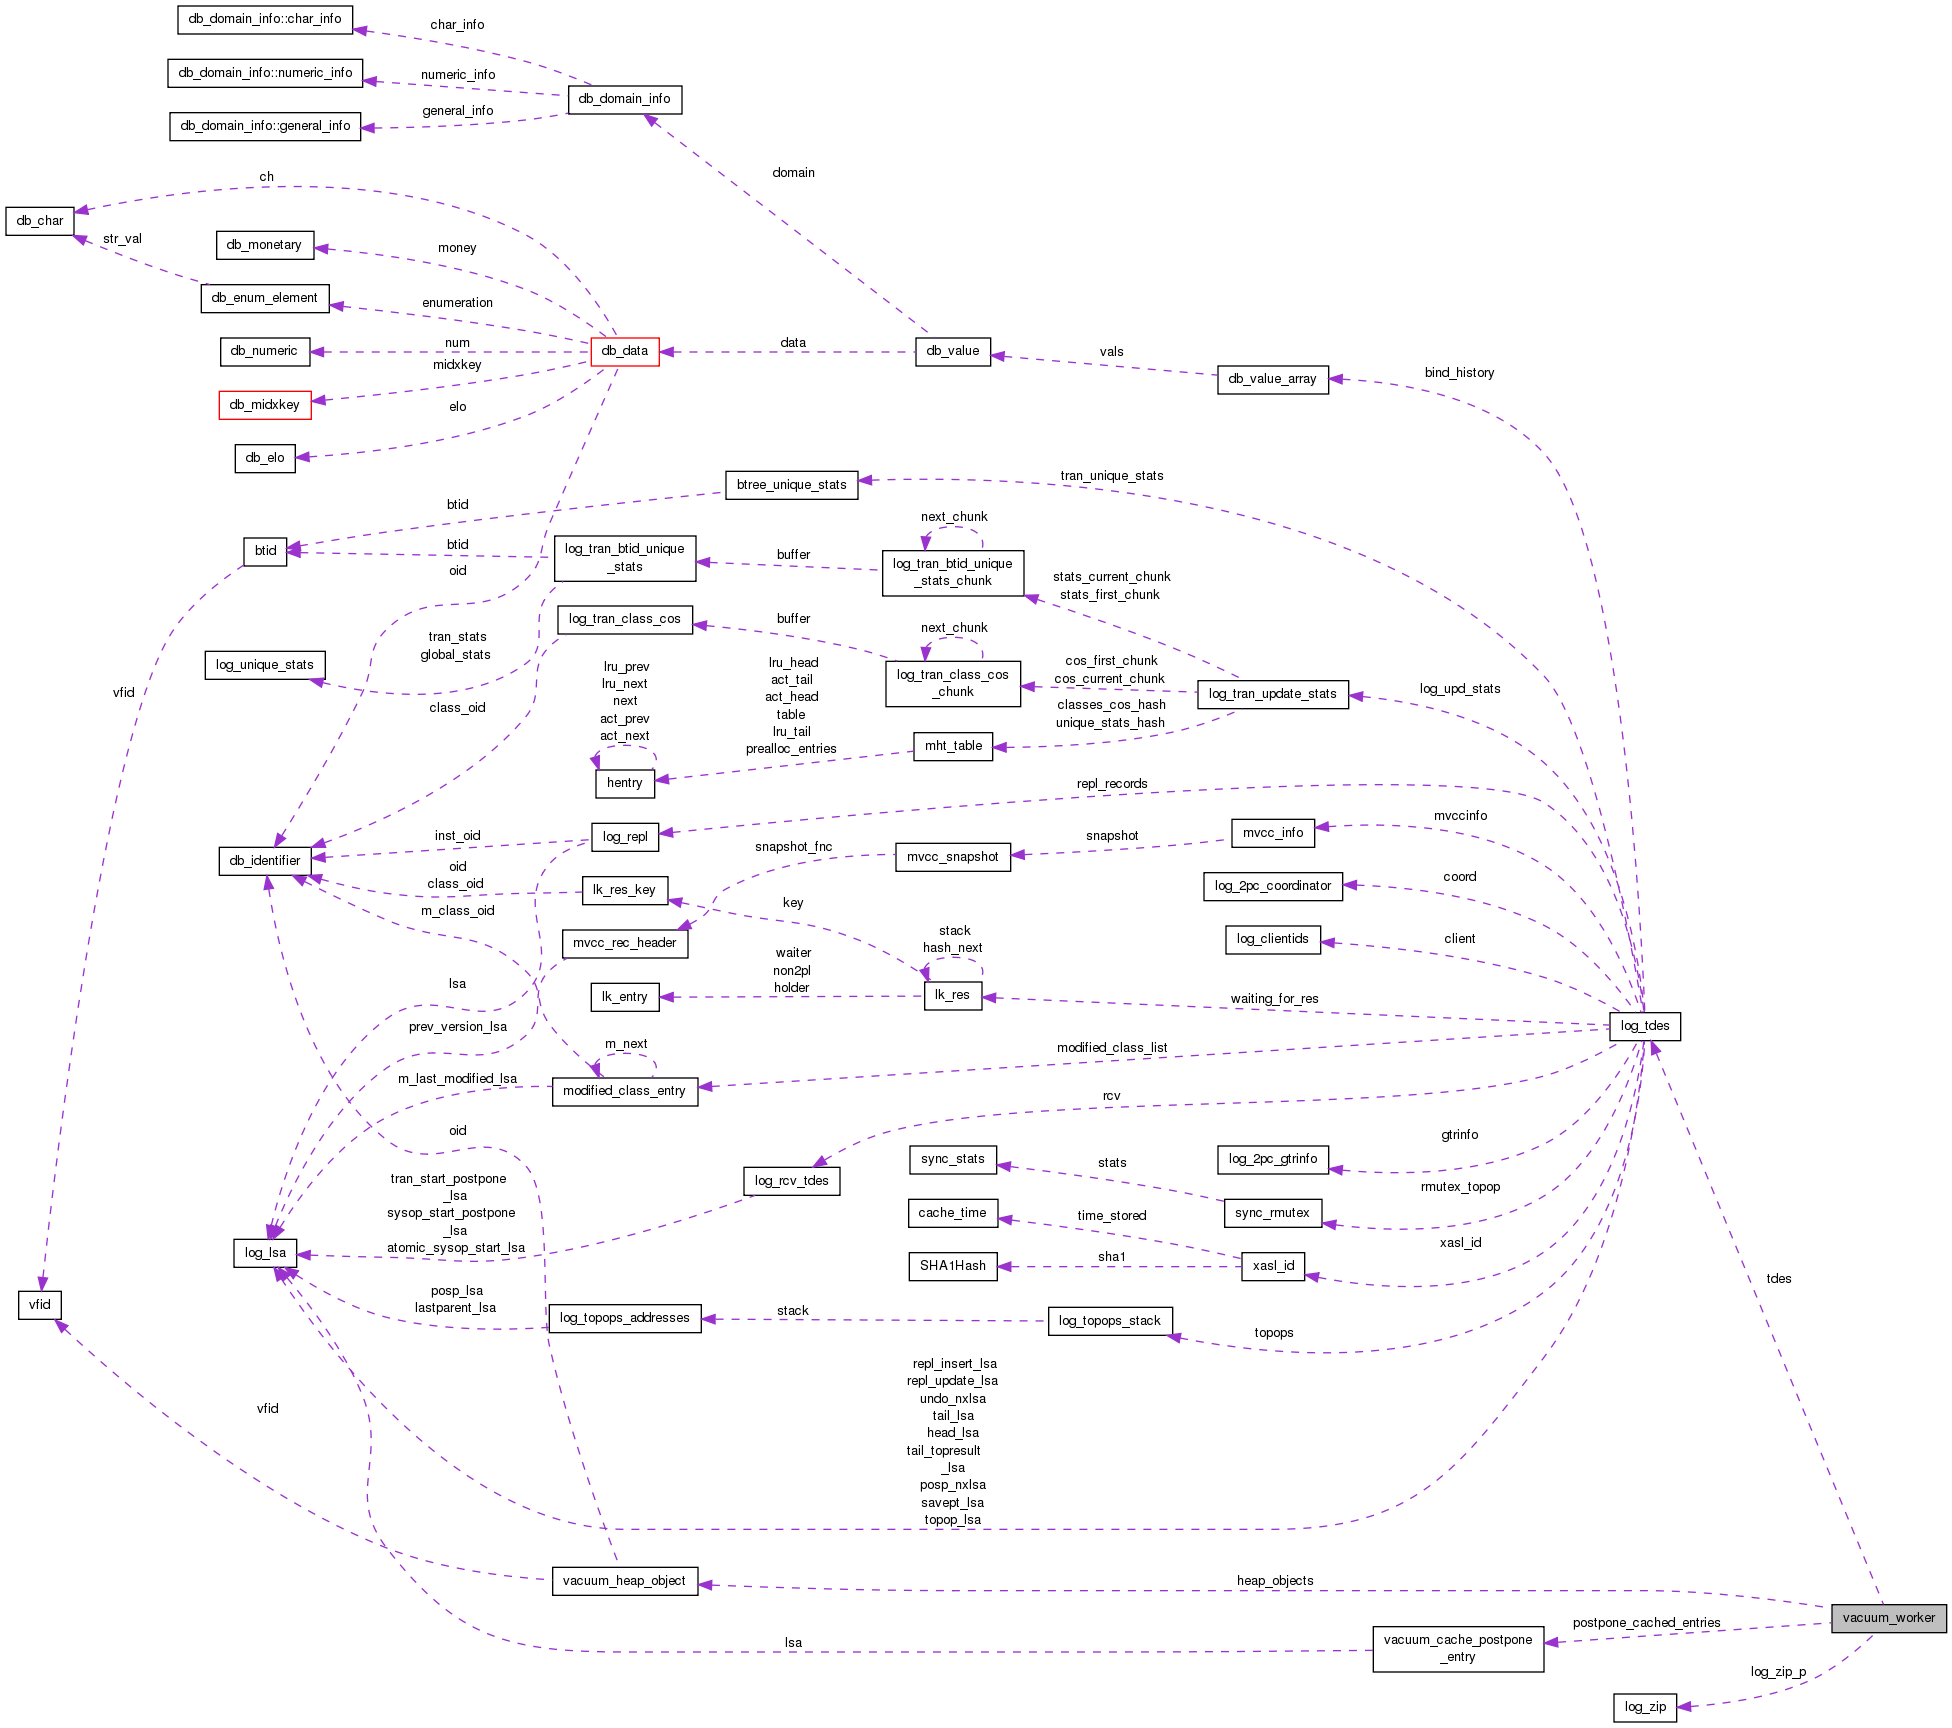 db_domain_info::char_info
char_info
db_domain_info::numeric_info
numeric_info
db_domain_info
db_domain_info::general_info
general_info
domain
ch
db_char
str_val
db_monetary
money
db_enum_element
enumeration
db_numeric
num
db_data
data
db_value
vals
db_value_array
bind_history
midxkey
db_midxkey
elo
db_elo
tran_unique_stats
btree_unique_stats
btid
next_chunk
btid
btid
log_tran_btid_unique
_stats
buffer
log_tran_btid_unique
_stats_chunk
oid
stats_current_chunk
stats_first_chunk
log_tran_class_cos
buffer
next_chunk
tran_stats
global_stats
log_unique_stats
lru_prev
lru_next
next
act_prev
act_next
lru_head
act_tail
act_head
table
lru_tail
prealloc_entries
log_tran_class_cos
_chunk
cos_first_chunk
cos_current_chunk
log_tran_update_stats
log_upd_stats
vfid
class_oid
classes_cos_hash
unique_stats_hash
mht_table
hentry
repl_records
log_repl
inst_oid
mvcc_info
mvccinfo
snapshot
snapshot_fnc
mvcc_snapshot
db_identifier
oid
class_oid
lk_res_key
log_2pc_coordinator
coord
key
m_class_oid
mvcc_rec_header
stack
hash_next
log_clientids
client
waiter
non2pl
holder
lk_entry
lk_res
waiting_for_res
lsa
log_tdes
prev_version_lsa
m_next
modified_class_list
m_last_modified_lsa
modified_class_entry
rcv
oid
gtrinfo
sync_stats
stats
log_2pc_gtrinfo
log_rcv_tdes
tran_start_postpone
_lsa
sysop_start_postpone
_lsa
atomic_sysop_start_lsa
rmutex_topop
cache_time
time_stored
sync_rmutex
log_lsa
xasl_id
SHA1Hash
sha1
xasl_id
tdes
vfid
posp_lsa
lastparent_lsa
log_topops_addresses
stack
log_topops_stack
topops
repl_insert_lsa
repl_update_lsa
undo_nxlsa
tail_lsa
head_lsa
tail_topresult
_lsa
posp_nxlsa
savept_lsa
topop_lsa
vfid
vacuum_heap_object
heap_objects
vacuum_worker
postpone_cached_entries
lsa
vacuum_cache_postpone
_entry
log_zip_p
log_zip